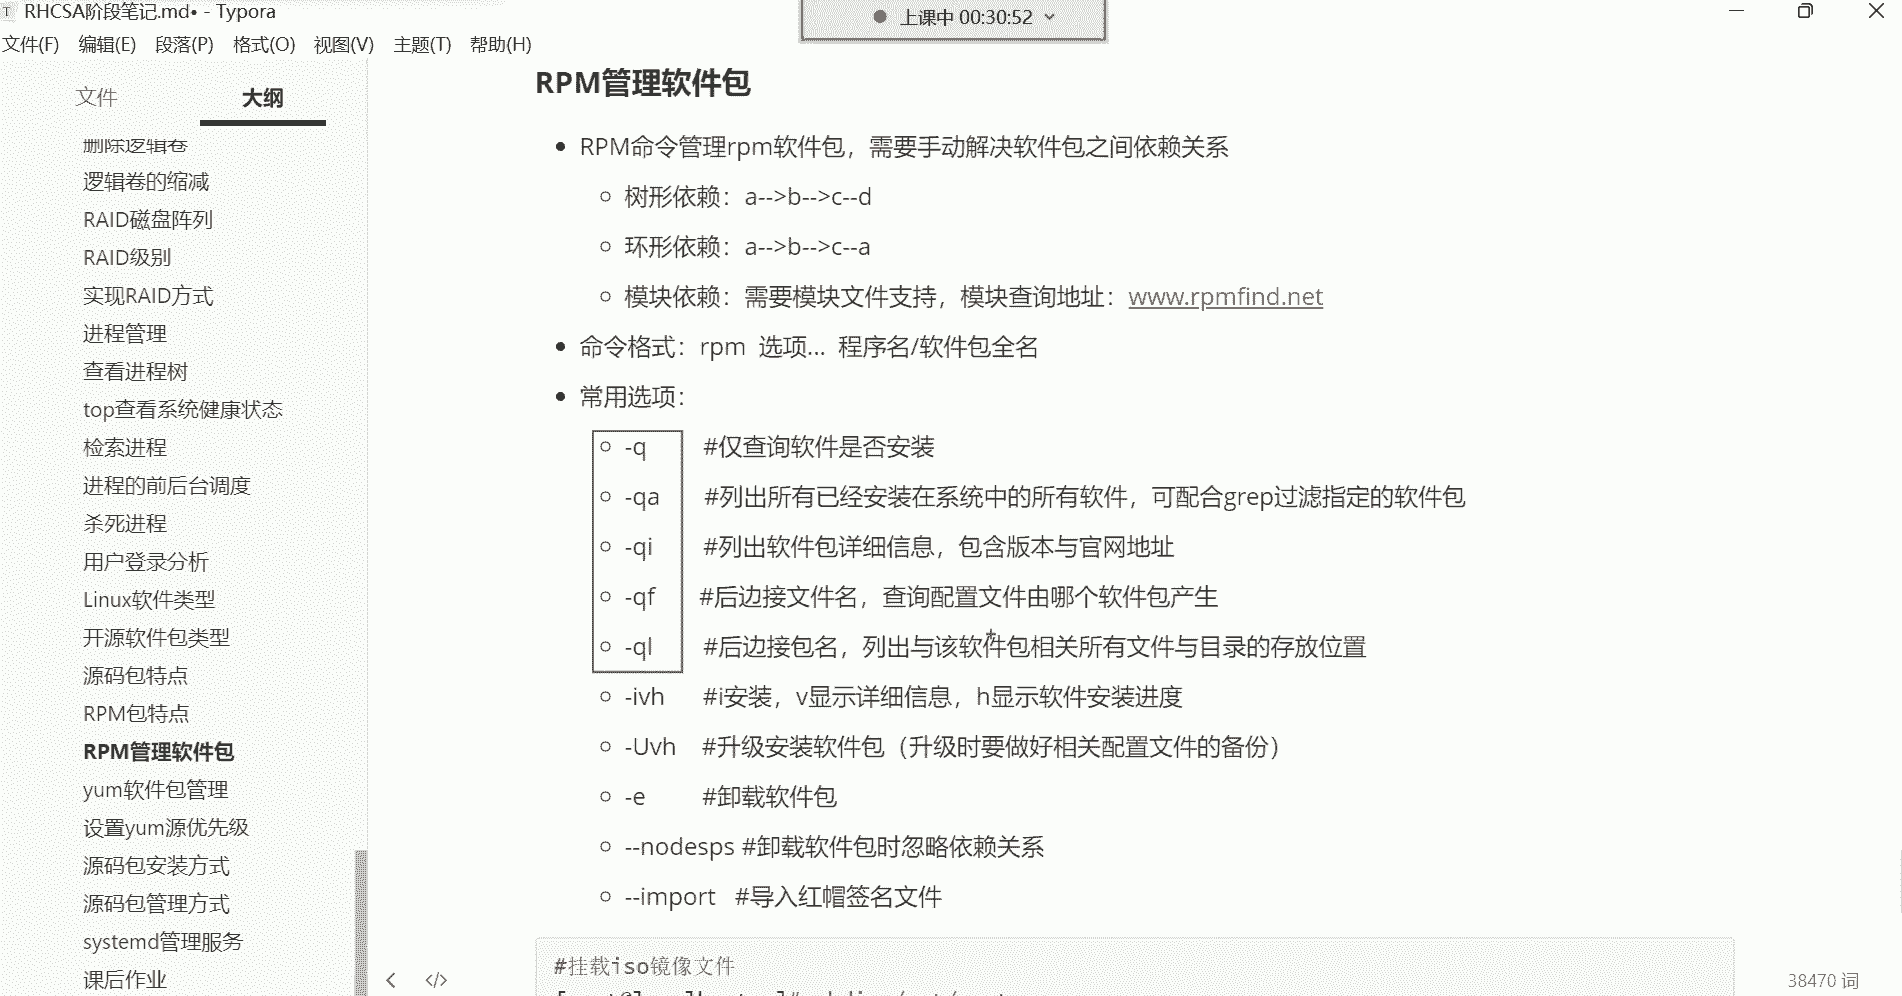 RHCSA阶段笔记.md• - Typora
上课中 00:30:52
文件(F) 编辑(E) 段落(P) 格式(O) 视图(V) 主题(T) 帮助(H)
文件 大纲
删除逻辑卷
逻辑卷的缩减
RAID磁盘阵列
RAID级别
实现RAID方式
进程管理
查看进程树
top查看系统健康状态
检索进程
进程的前后台调度
杀死进程
用户登录分析
Linux软件类型
开源软件包类型
源码包特点
RPM包特点
RPM管理软件包
yum软件包管理
设置yum源优先级
源码包安装方式
源码包管理方式
systemd管理服务
课后作业
RPM管理软件包
RPM命令管理rpm软件包，需要手动解决软件包之间依赖关系
树形依赖：a-->b-->c--d
环形依赖：a-->b-->c--a
模块依赖：需要模块文件支持，模块查询地址：www.rpmfind.net
命令格式：rpm 选项... 程序名/软件包全名
常用选项：
-q #仅查询软件是否安装
-qa #列出所有已经安装在系统中的所有软件，可配合grep过滤指定的软件包
-qi #列出软件包详细信息，包含版本与官网地址
-qf #后边接文件名，查询配置文件由哪个软件包产生
-ql #后边接包名，列出与该软件包相关所有文件与目录的存放位置
-ivh #i安装，v显示详细信息，h显示软件安装进度
-Uvh #升级安装软件包（升级时要做好相关配置文件的备份）
-e #卸载软件包
--nodesps #卸载软件包时忽略依赖关系
--import #导入红帽签名文件
#挂载iso镜像文件
38470 词